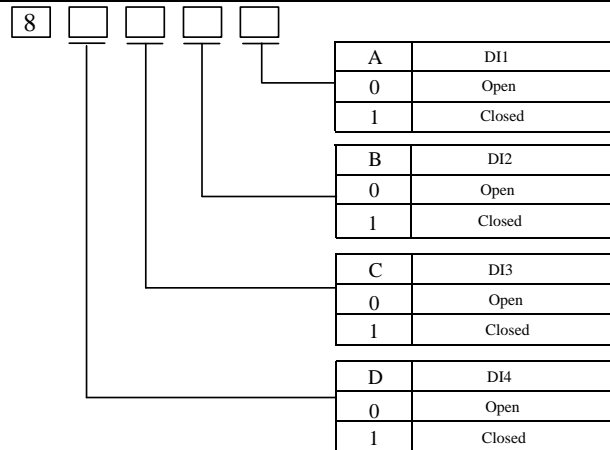 8
A DI1
0 Open
1 Closed
B DI2
0 Open
1 Closed
C DI3
0 Open
1 Closed
D DI4
0 Open
1 Closed